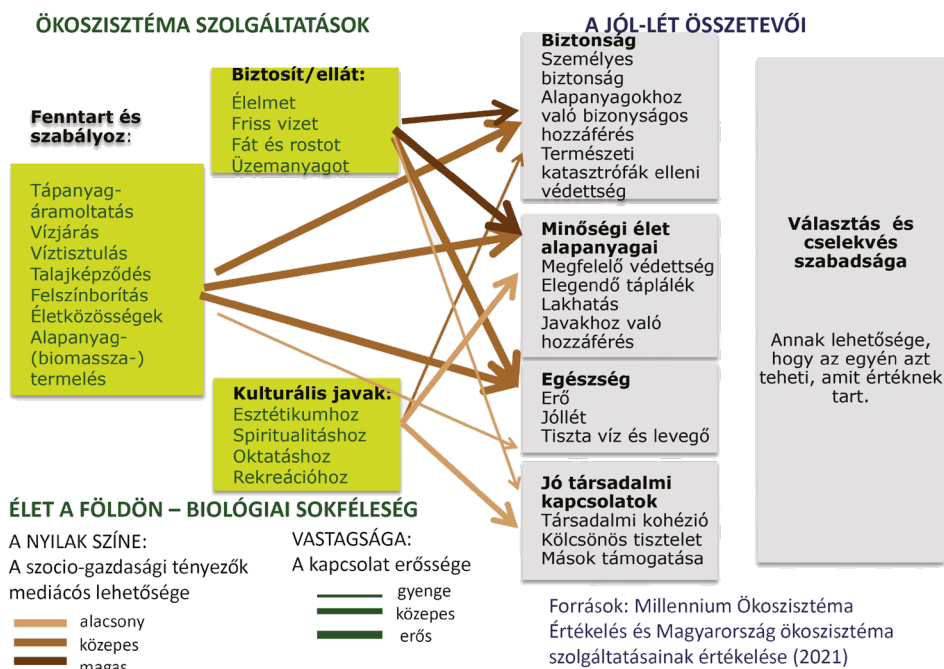 ÖKOSZISZTÉMA SZOLGÁLTATÁSOK
A JÓL-LÉT ÖSSZETEVŐI
Fenntart és
szabályoz:
Tápanyag-
áramoltatás
Vízjárás
Víztisztulás
Talajképződés
Felszínborítás
Életközösségek
Alapanyag-
(biomassza-)
termelés
Biztosít/ellát:
Élelmet
Friss vizet
Fát és rostot
Üzemanyagot
Kulturális javak:
Esztétikumhoz
Spiritualitáshoz
Oktatáshoz
Rekreációhoz
Biztonság
Személyes
biztonság
Alapanyagokhoz
való bizonyságos
hozzáférés
Természeti
katasztrófák elleni
védettség
Minőségi élet
alapanyagai
Megfelelő védettség
Elegendő táplálék
Lakhatás
Javakhoz való
hozzáférés
Egészség
Erő
Jóllét
Tiszta víz és levegő
Jó társadalmi
kapcsolatok
Társadalmi kohézió
Kölcsönös tisztelet
Mások támogatása
Választás és
cselekvés
szabadsága
Annak lehetősége,
hogy az egyén azt
teheti, amit értéknek
tart.
ÉLET A FÖLDÖN – BIOLÓGIAI SOKFÉLESÉG
A NYILAK SZÍNE:
A szocio-gazdasági tényezők
mediácós lehetősége
alacsony
közepes
magas
VASTAGSÁGA:
A kapcsolat erőssége
gyenge
közepes
erős
Források: Millennium Ökoszisztéma
Értékelés és Magyarország ökoszisztéma
szolgáltatásainak értékelése (2021)